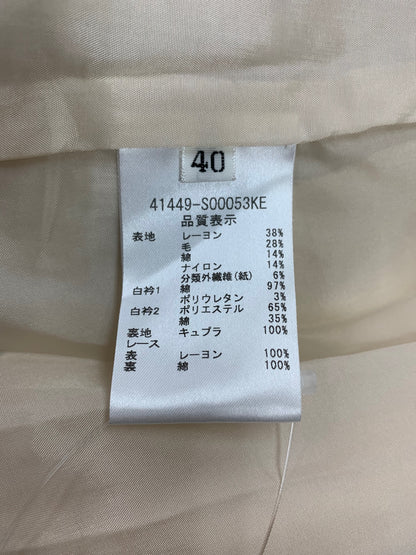 40
41449-S00053KE
品質表示
表地 レーヨン 38%
毛 28%
綿 14%
ナイロン 14%
分類外繊維(紙) 6%
白衿1 綿 97%
ポリウレタン 3%
白衿2 ポリエステル 65%
綿 35%
裏地 キュプラ 100%
レース
表 レーヨン 100%
裏 綿 100%